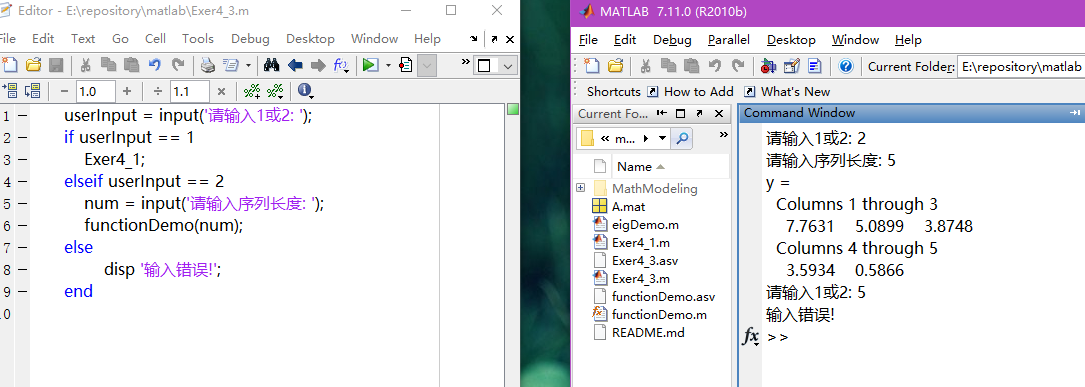 Editor - E:\repository\matlab\Exer4_3.m
File Edit Text Go Cell Tools Debug Desktop Window Help
1.0
1.1
1 userInput = input('请输入1或2: ');
2 if userInput == 1
3 Exer4_1;
4 elseif userInput == 2
5 num = input('请输入序列长度: ');
6 functionDemo(num);
7 else
8 disp '输入错误!';
9 end
10
MATLAB 7.11.0 (R2010b)
File Edit Debug Parallel Desktop Window Help
Current Folder: E:\repository\matlab
Shortcuts How to Add What's New
Current Fo...
« m...
Name
MathModeling
A.mat
eigDemo.m
Exer4_1.m
Exer4_3.asv
Exer4_3.m
functionDemo.asv
functionDemo.m
README.md
Command Window
请输入1或2: 2
请输入序列长度: 5
y =
Columns 1 through 3
7.7631 5.0899 3.8748
Columns 4 through 5
3.5934 0.5866
请输入1或2: 5
输入错误!
fx >>